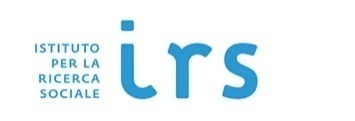 ISTITUTO
PER LA
RICERCA
SOCIALE
irs